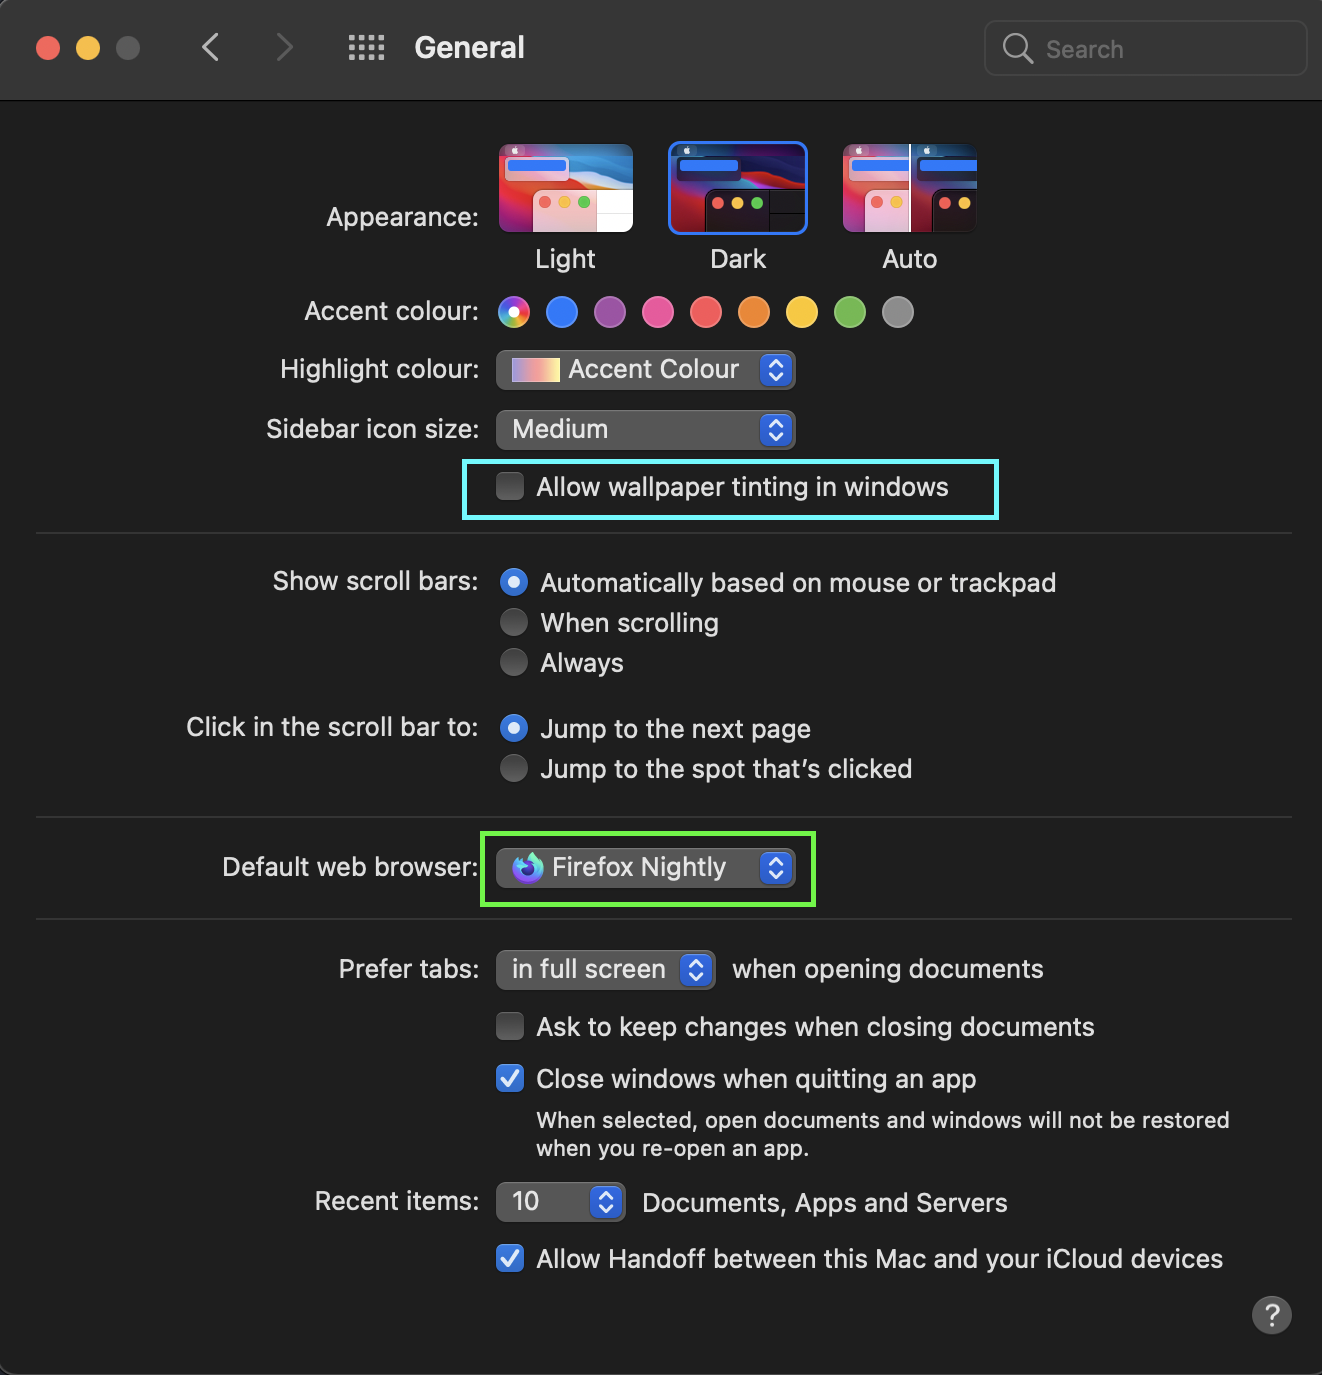 General
Search
Appearance:
Light
Dark
Auto
Accent colour:
Highlight colour: Accent Colour
Sidebar icon size: Medium
Allow wallpaper tinting in windows
Show scroll bars: Automatically based on mouse or trackpad
When scrolling
Always
Click in the scroll bar to: Jump to the next page
Jump to the spot that’s clicked
Default web browser: Firefox Nightly
Prefer tabs: in full screen when opening documents
Ask to keep changes when closing documents
Close windows when quitting an app
When selected, open documents and windows will not be restored
when you re-open an app.
Recent items: 10 Documents, Apps and Servers
Allow Handoff between this Mac and your iCloud devices
?